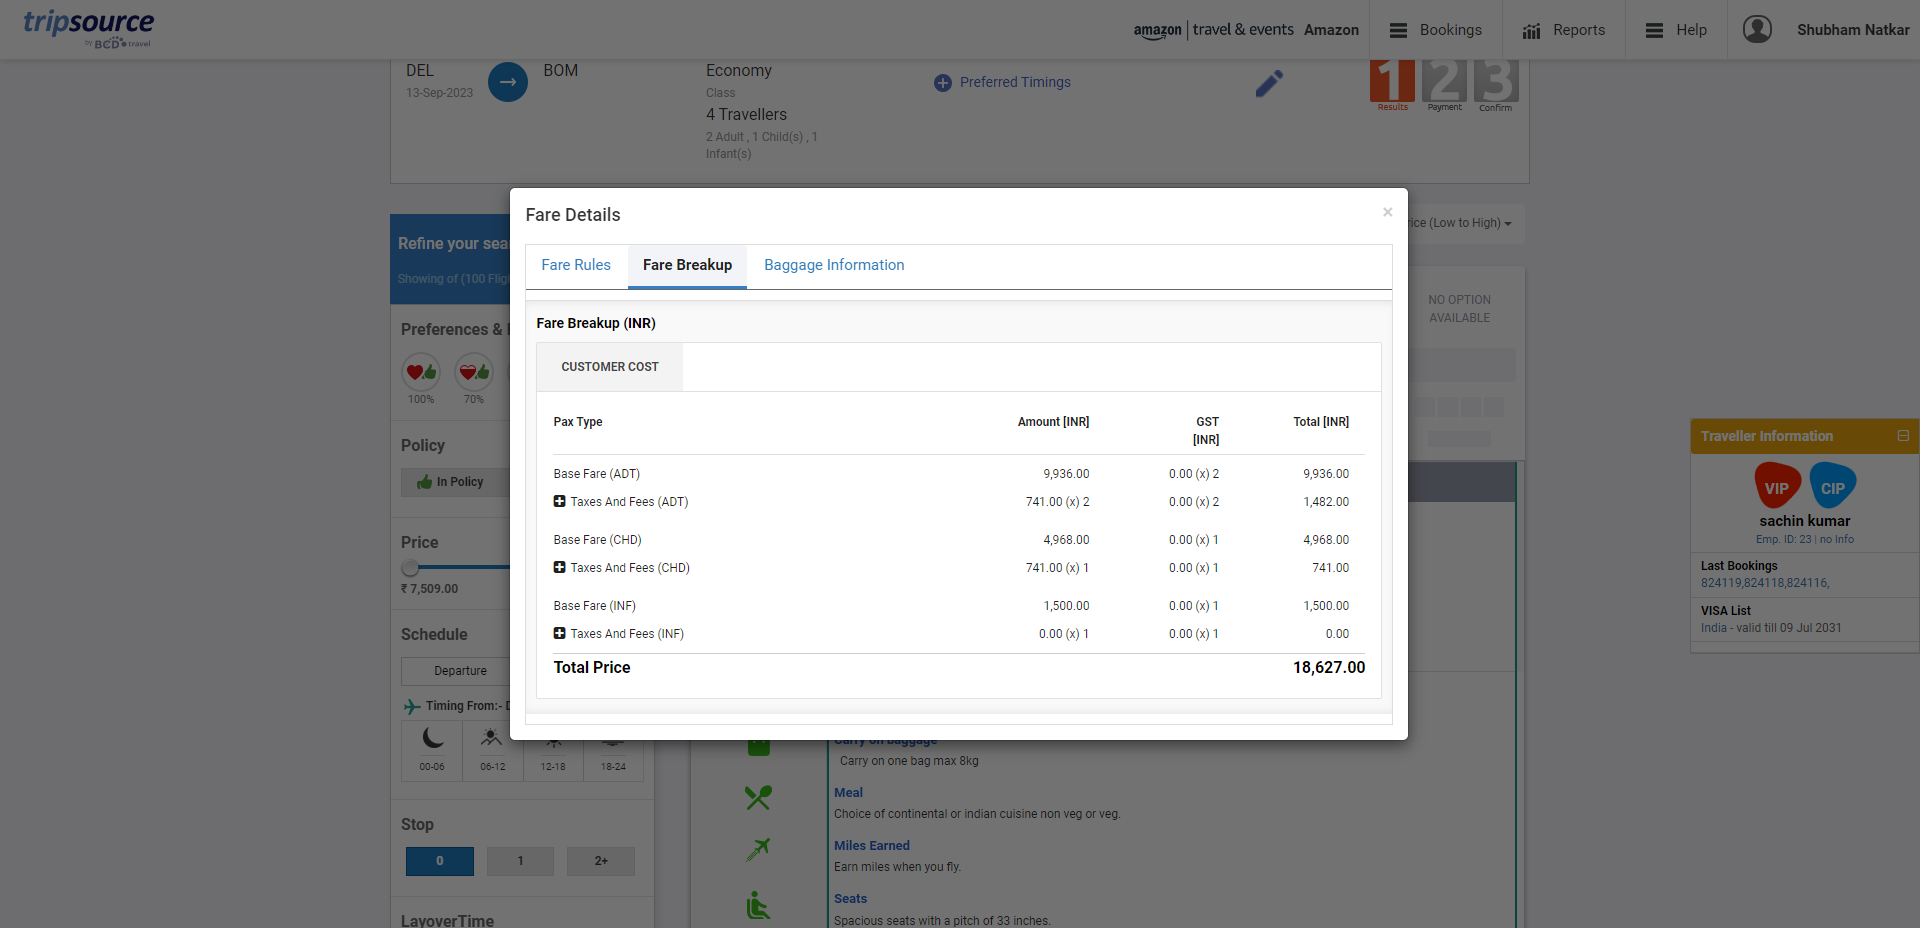 tripsource
by BCD travel
amazon | travel & events Amazon
Bookings
Reports
Help
Shubham Natkar
DEL
13-Sep-2023
BOM
Economy
Class
4 Travellers
2 Adult , 1 Child(s) , 1
Infant(s)
Preferred Timings
1 2 3
Results Payment Confirm
Fare Details
×
Fare Rules
Fare Breakup
Baggage Information
Fare Breakup (INR)
CUSTOMER COST
Pax Type Amount [INR] GST
[INR] Total [INR]
Base Fare (ADT) 9,936.00 0.00 (x) 2 9,936.00
Taxes And Fees (ADT) 741.00 (x) 2 0.00 (x) 2 1,482.00
Base Fare (CHD) 4,968.00 0.00 (x) 1 4,968.00
Taxes And Fees (CHD) 741.00 (x) 1 0.00 (x) 1 741.00
Base Fare (INF) 1,500.00 0.00 (x) 1 1,500.00
Taxes And Fees (INF) 0.00 (x) 1 0.00 (x) 1 0.00
Total Price 18,627.00
Refine your
Showing of (100
Preferences &
100% 70%
Policy
In Policy
Price
₹ 7,509.00
Schedule
Departure
Timing From:-
00-06 06-12 12-18 18-24
Stop
0 1 2+
LayoverTime
(Low to High)
NO OPTION
AVAILABLE
Carry on baggage
Carry on one bag max 8kg
Meal
Choice of continental or indian cuisine non veg or veg.
Miles Earned
Earn miles when you fly.
Seats
Spacious seats with a pitch of 33 inches.
Traveller Information
VIP CIP
sachin kumar
Emp. ID: 23 | no Info
Last Bookings
824119,824118,824116,
VISA List
India - valid till 09 Jul 2031